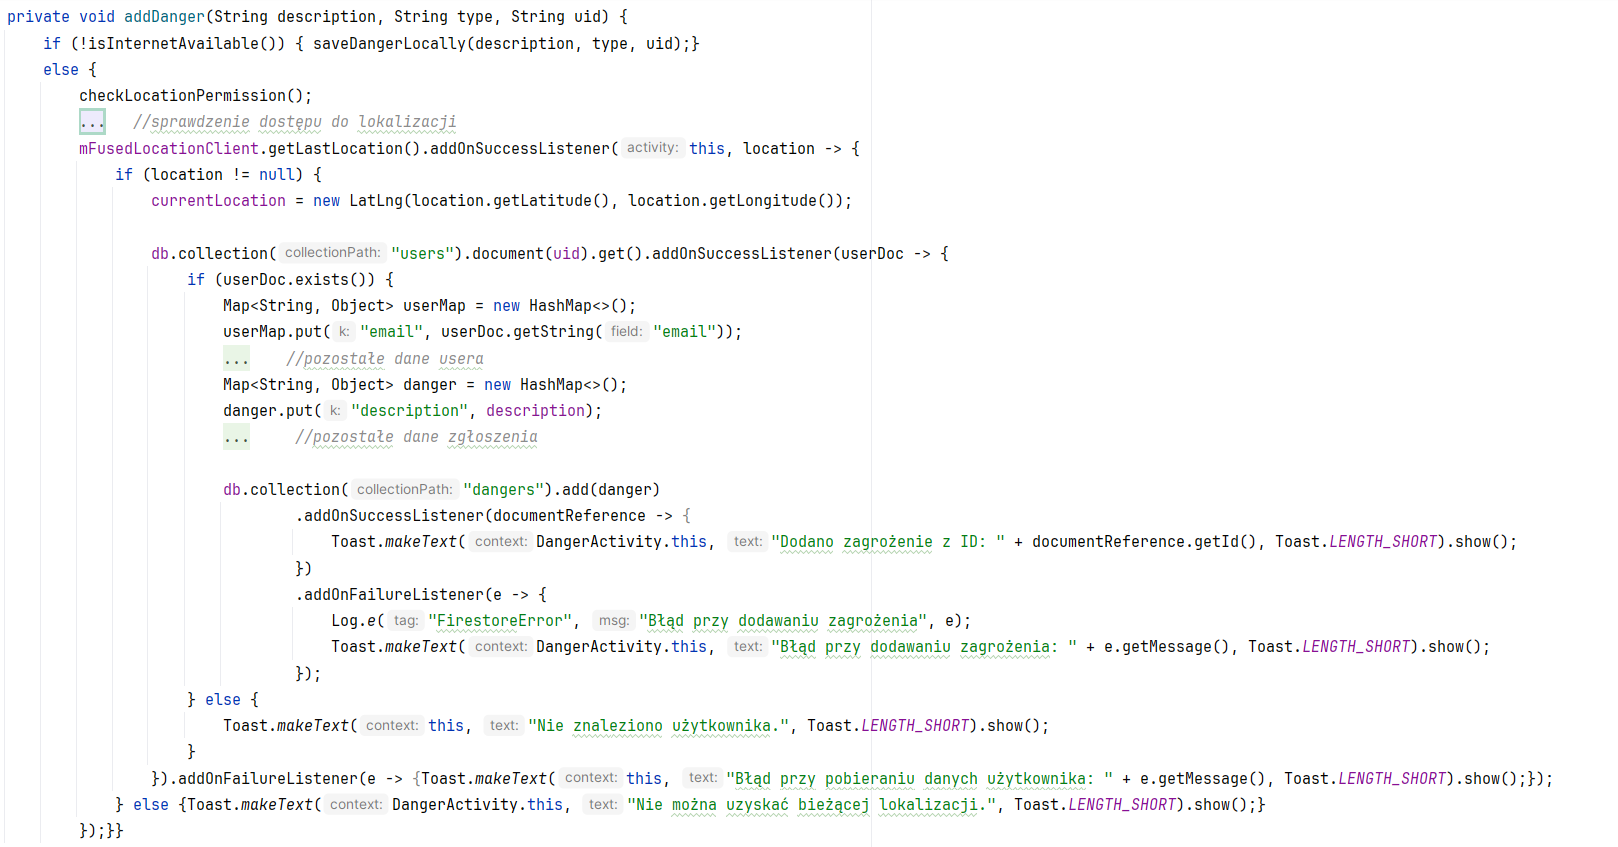 private void addDanger(String description, String type, String uid) {
if (!isInternetAvailable()) { saveDangerLocally(description, type, uid);}
else {
checkLocationPermission();
... //sprawdzenie dostępu do lokalizacji
mFusedLocationClient.getLastLocation().addOnSuccessListener( activity: this, location -> {
if (location != null) {
currentLocation = new LatLng(location.getLatitude(), location.getLongitude());
db.collection( collectionPath: "users").document(uid).get().addOnSuccessListener(userDoc -> {
if (userDoc.exists()) {
Map<String, Object> userMap = new HashMap<>();
userMap.put( k: "email", userDoc.getString( field: "email"));
... //pozostałe dane usera
Map<String, Object> danger = new HashMap<>();
danger.put( k: "description", description);
... //pozostałe dane zgłoszenia
db.collection( collectionPath: "dangers").add(danger)
.addOnSuccessListener(documentReference -> {
Toast.makeText( context: DangerActivity.this, text: "Dodano zagrożenie z ID: " + documentReference.getId(), Toast.LENGTH_SHORT).show();
})
.addOnFailureListener(e -> {
Log.e( tag: "FirestoreError", msg: "Błąd przy dodawaniu zagrożenia", e);
Toast.makeText( context: DangerActivity.this, text: "Błąd przy dodawaniu zagrożenia: " + e.getMessage(), Toast.LENGTH_SHORT).show();
});
} else {
Toast.makeText( context: this, text: "Nie znaleziono użytkownika.", Toast.LENGTH_SHORT).show();
}
}).addOnFailureListener(e -> {Toast.makeText( context: this, text: "Błąd przy pobieraniu danych użytkownika: " + e.getMessage(), Toast.LENGTH_SHORT).show();});
} else {Toast.makeText( context: DangerActivity.this, text: "Nie można uzyskać bieżącej lokalizacji.", Toast.LENGTH_SHORT).show();}
});}}